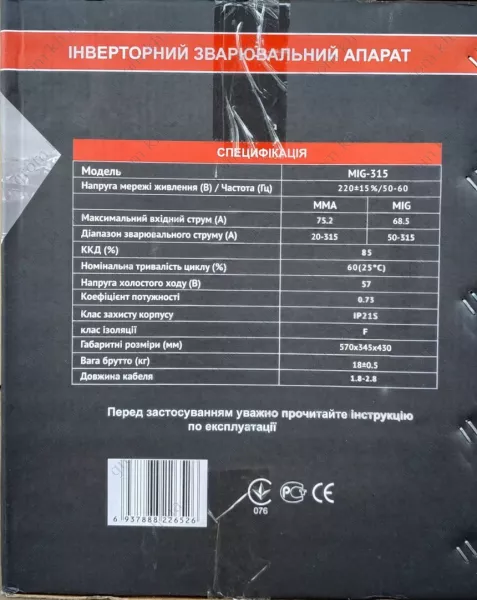 ІНВЕРТОРНИЙ ЗВАРЮВАЛЬНИЙ АПАРАТ
СПЕЦИФІКАЦІЯ
Модель MIG-315
Напруга мережі живлення (В) / Частота (Гц) 220±15%/50-60
MMA MIG
Максимальний вхідний струм (А) 75.2 68.5
Діапазон зварювального струму (А) 20-315 50-315
ККД (%) 85
Номінальна тривалість циклу (%) 60(25°C)
Напруга холостого ходу (В) 57
Коефіцієнт потужності 0.73
Клас захисту корпусу IP21S
клас ізоляції F
Габаритні розміри (мм) 570x345x430
Вага брутто (кг) 18±0.5
Довжина кабеля 1.8-2.8
Перед застосуванням уважно прочитайте інструкцію
по експлуатації
6 937888 226526
076
CE